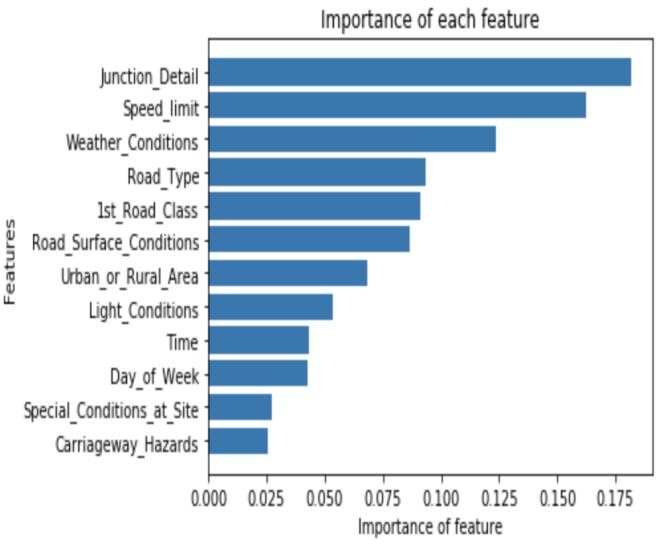 Importance of each feature
Junction_Detail
Speed_limit
Weather_Conditions
Road_Type
1st_Road_Class
Road_Surface_Conditions
Urban_or_Rural_Area
Light_Conditions
Time
Day_of_Week
Special_Conditions_at_Site
Carriageway_Hazards
Features
0.000 0.025 0.050 0.075 0.100 0.125 0.150 0.175
Importance of feature